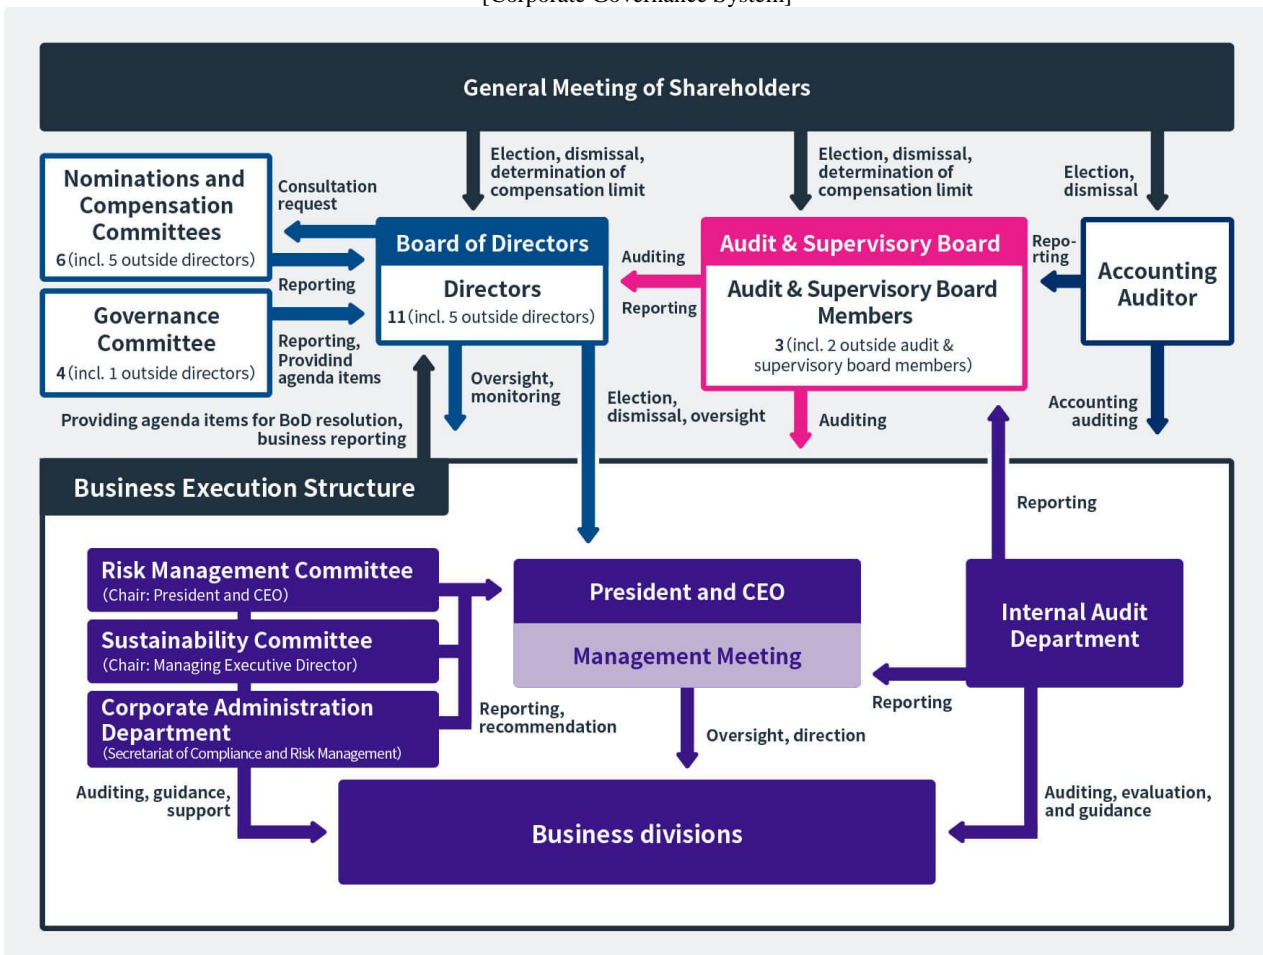 [Corporate Governance System]
General Meeting of Shareholders
Election, dismissal,
determination of
compensation limit
Election, dismissal,
determination of
compensation limit
Election,
dismissal
Nominations and
Compensation
Committees
6 (incl. 5 outside directors)
Consultation
request
Reporting
Governance
Committee
4 (incl. 1 outside directors)
Reporting,
Providind
agenda items
Board of Directors
Directors
11 (incl. 5 outside directors)
Auditing
Reporting
Audit & Supervisory Board
Audit & Supervisory Board
Members
3 (incl. 2 outside audit &
supervisory board members)
Repo-
rting
Accounting
Auditor
Oversight,
monitoring
Election,
dismissal, oversight
Auditing
Accounting
auditing
Providing agenda items for BoD resolution,
business reporting
Business Execution Structure
Reporting
Risk Management Committee
(Chair: President and CEO)
Sustainability Committee
(Chair: Managing Executive Director)
Corporate Administration
Department
(Secretariat of Compliance and Risk Management)
Reporting,
recommendation
President and CEO
Management Meeting
Internal Audit
Department
Reporting
Oversight, direction
Auditing, guidance,
support
Auditing, evaluation,
and guidance
Business divisions